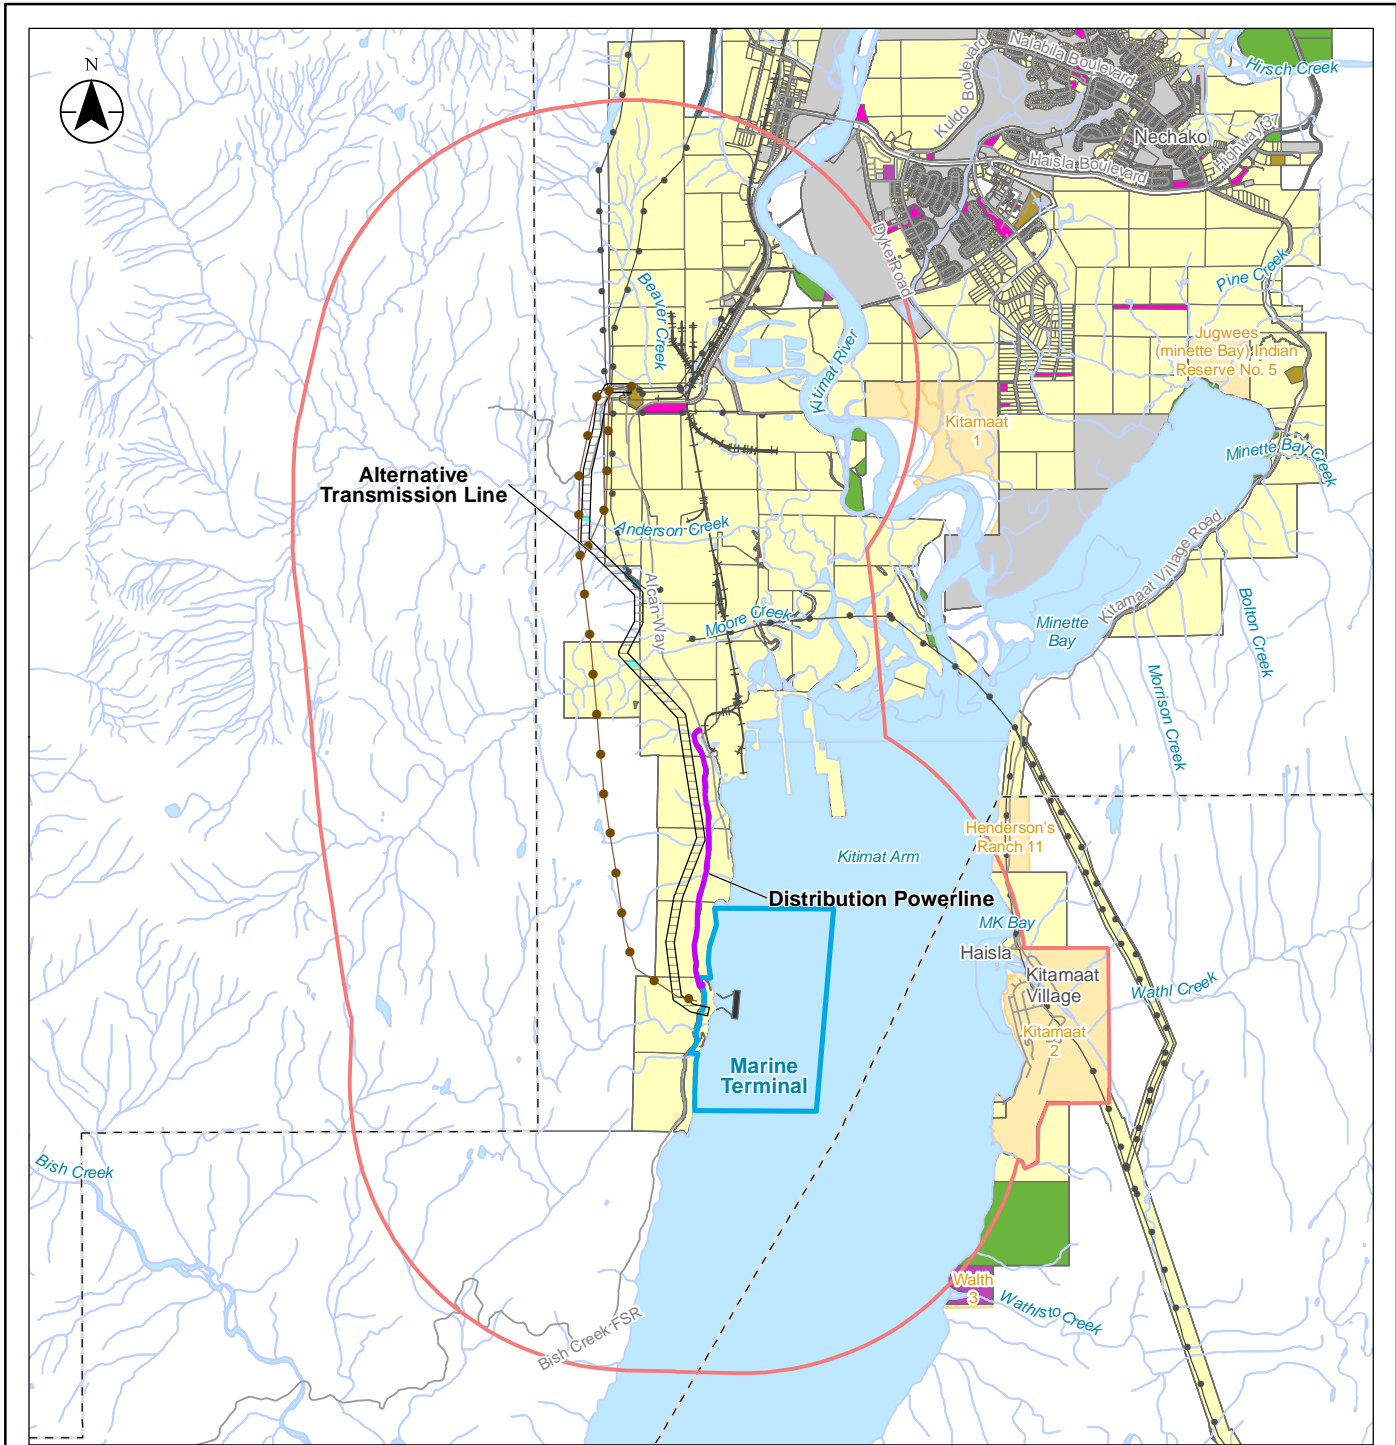 N
Nalabila Boulevard
Kuldo Boulevard
Hirsch Creek
Nechako
Highway 37
Haisla Boulevard
Dyke Road
Beaver Creek
Pine Creek
Kitimat River
Jugwees
(minette Bay) Indian
Reserve No. 5
Kitamaat
1
Minette Bay Creek
Alternative
Transmission Line
Anderson Creek
Alcan Way
Moore Creek
Kitamaat Village Road
Minette
Bay
Bolton Creek
Morrison Creek
Henderson's
Ranch 11
Kitimat Arm
Distribution Powerline
MK Bay
Haisla
Kitamaat
Village
Wathl Creek
Kitamaat
2
Marine
Terminal
Bish Creek
Walth
3
Wathlsto Creek
Bish Creek FSR